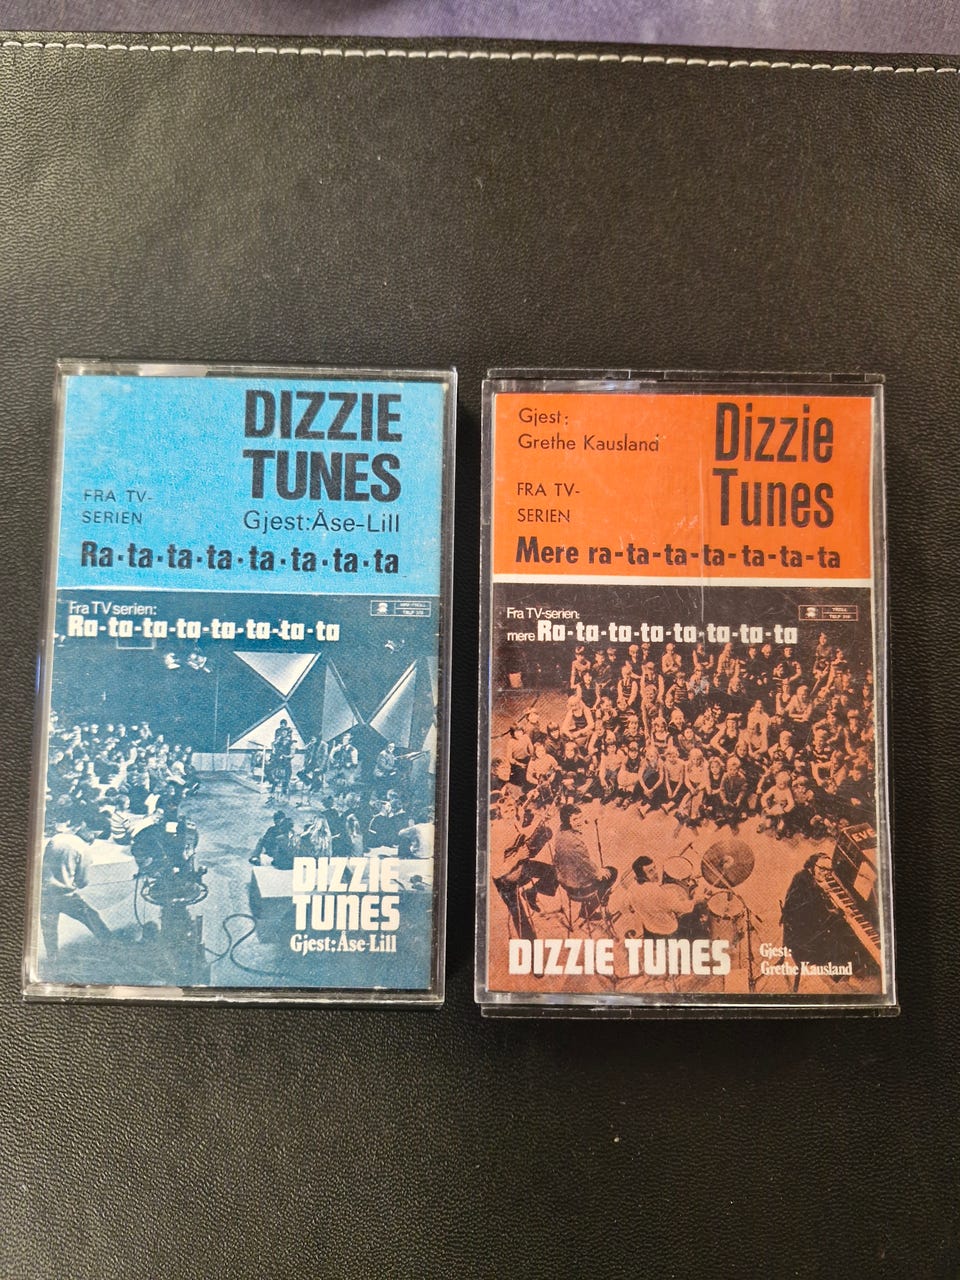 DIZZIE
TUNES
FRA TV-
SERIEN
Gjest:Åse-Lill
Ra-ta-ta-ta-ta-ta-ta-ta
Fra TV serien:
Ra-ta-ta-ta-ta-ta-ta-ta
DIZZIE
TUNES
Gjest:Åse-Lill
Gjest:
Grethe Kausland
Dizzie
Tunes
FRA TV-
SERIEN
Mere ra-ta-ta-ta-ta-ta-ta
Fra TV-serien:
mere Ra-ta-ta-ta-ta-ta-ta-ta
TROLL
DIZZIE TUNES
Gjest:
Grethe Kausland